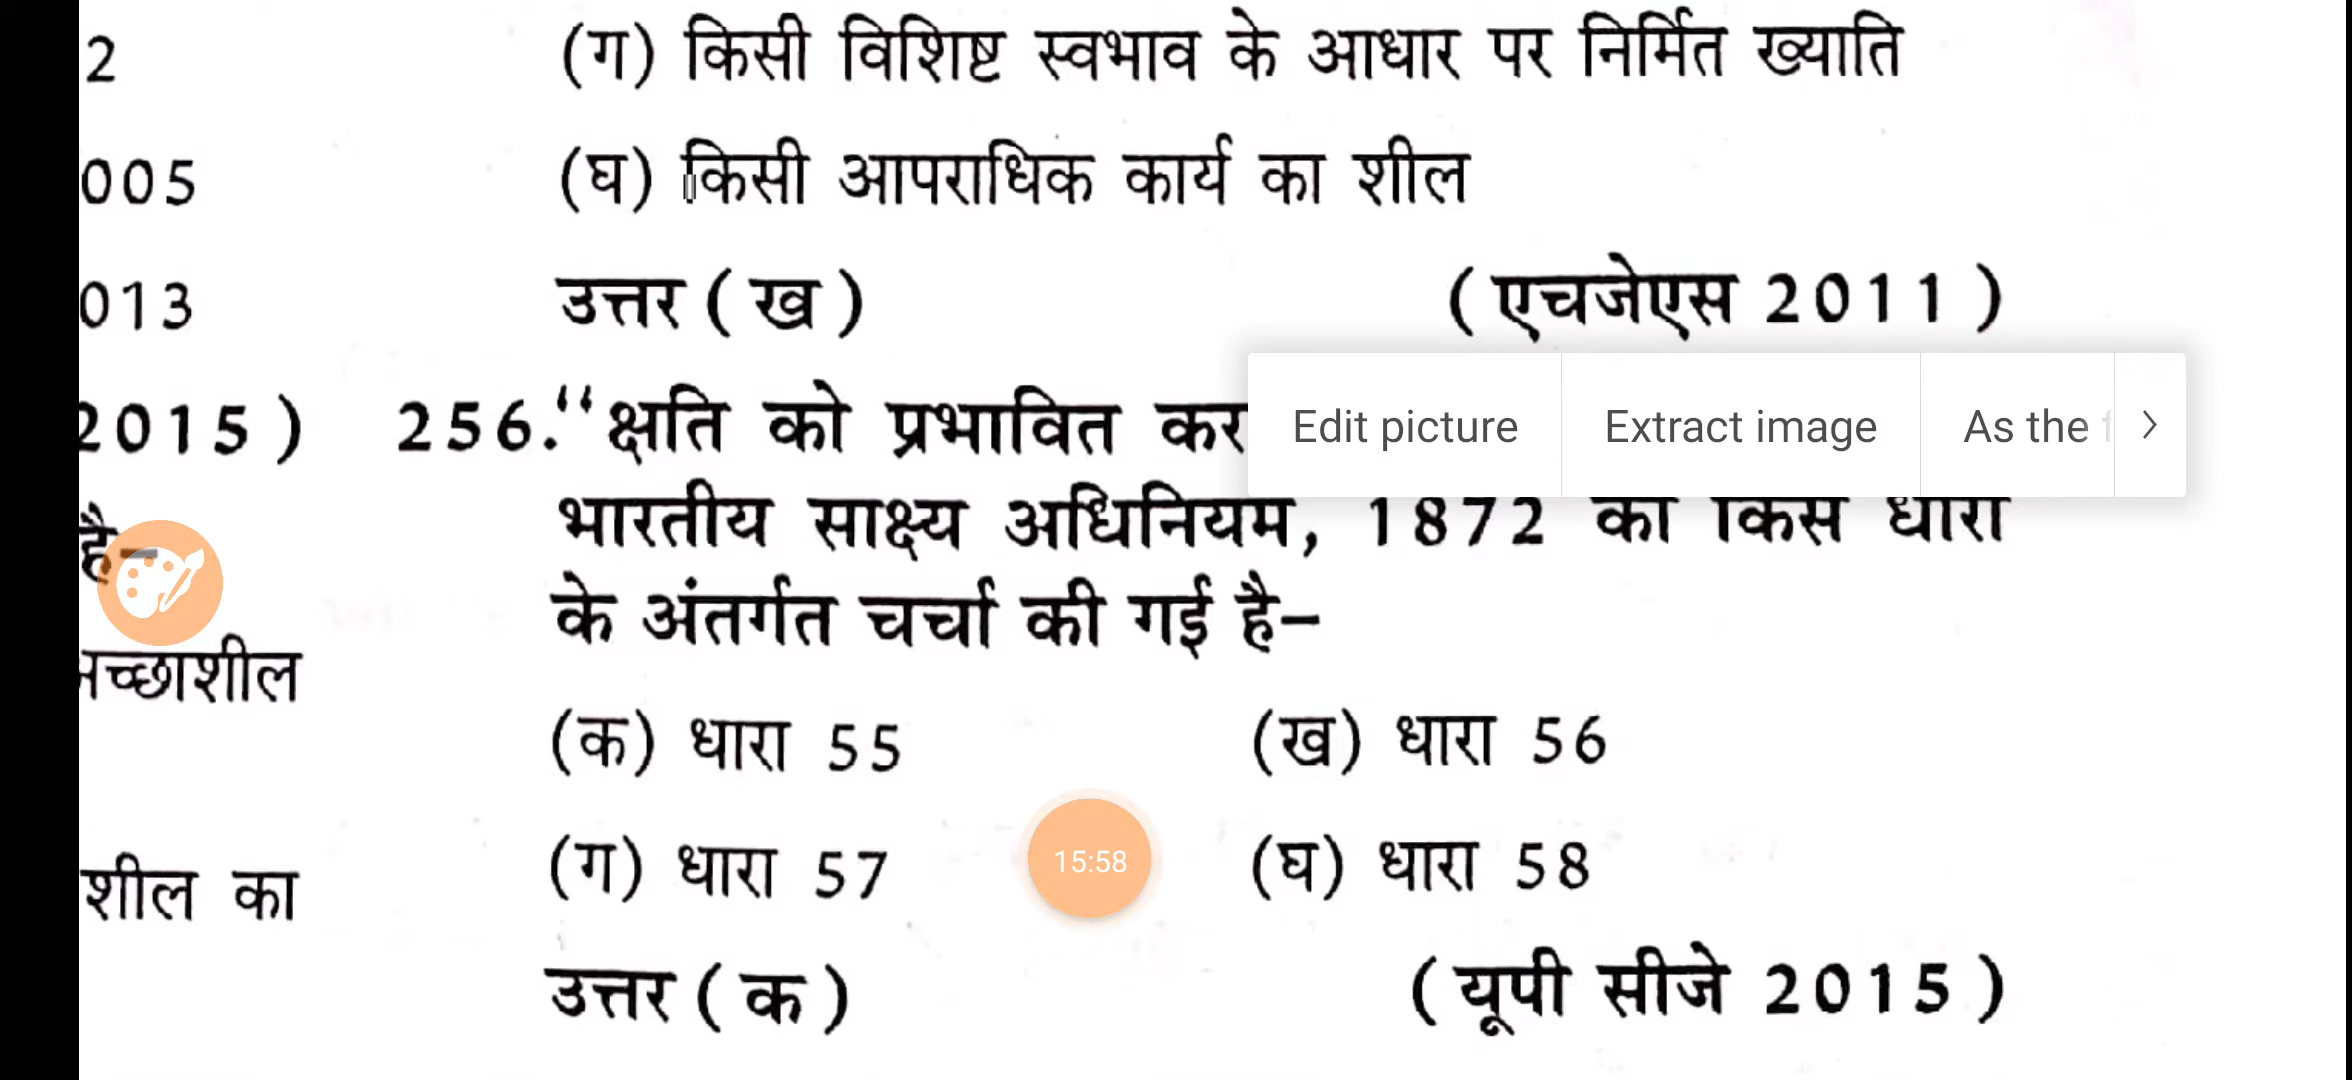 2
005
013
2015 )
है–
शील
शील का
(ग) किसी विशिष्ट स्वभाव के आधार पर निर्मित ख्याति
(घ) किसी आपराधिक कार्य का शील
उत्तर ( ख ) ( एचजेएस 2011 )
256. “क्षति को प्रभावित कर
Edit picture Extract image As the
भारतीय साक्ष्य अधिनियम, 1872 की किस धारा
के अंतर्गत चर्चा की गई है–
(क) धारा 55 (ख) धारा 56
(ग) धारा 57 (घ) धारा 58
15:58
उत्तर ( क ) ( यूपी सीजे 2015 )